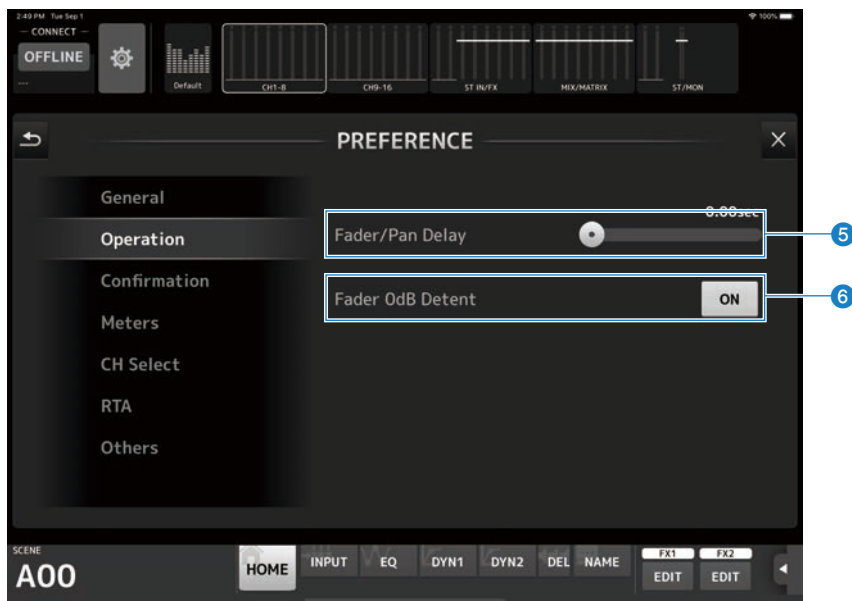 2:49 PM Tue Sep 1
100%
CONNECT
OFFLINE
---
Default
CH1-8
CH9-16
ST IN/FX
MIX/MATRIX
ST/MON
PREFERENCE
General
Operation
Confirmation
Meters
CH Select
RTA
Others
0.00sec
Fader/Pan Delay
5
Fader 0dB Detent
ON
6
SCENE
A00
HOME
INPUT
EQ
DYN1
DYN2
DEL
NAME
FX1
EDIT
FX2
EDIT